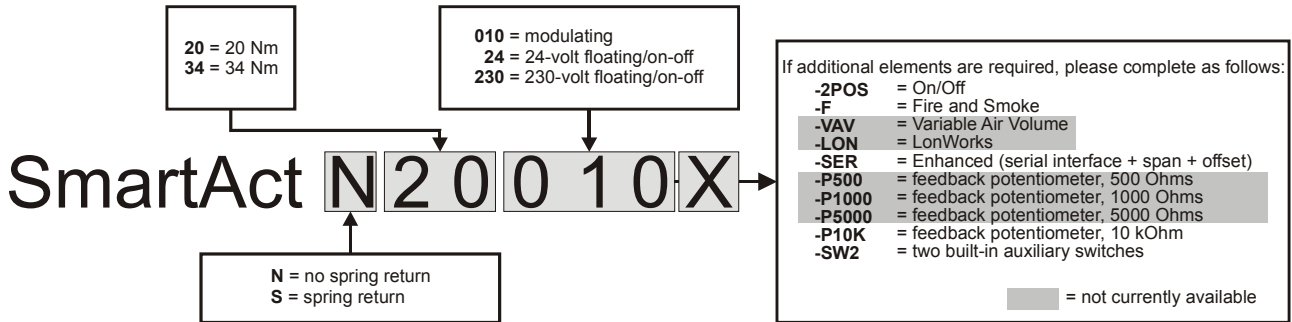 20 = 20 Nm
34 = 34 Nm
010 = modulating
24 = 24-volt floating/on-off
230 = 230-volt floating/on-off
SmartAct N20010-X
N = no spring return
S = spring return
If additional elements are required, please complete as follows:
-2POS = On/Off
-F = Fire and Smoke
-VAV = Variable Air Volume
-LON = LonWorks
-SER = Enhanced (serial interface + span + offset)
-P500 = feedback potentiometer, 500 Ohms
-P1000 = feedback potentiometer, 1000 Ohms
-P5000 = feedback potentiometer, 5000 Ohms
-P10K = feedback potentiometer, 10 kOhm
-SW2 = two built-in auxiliary switches
= not currently available